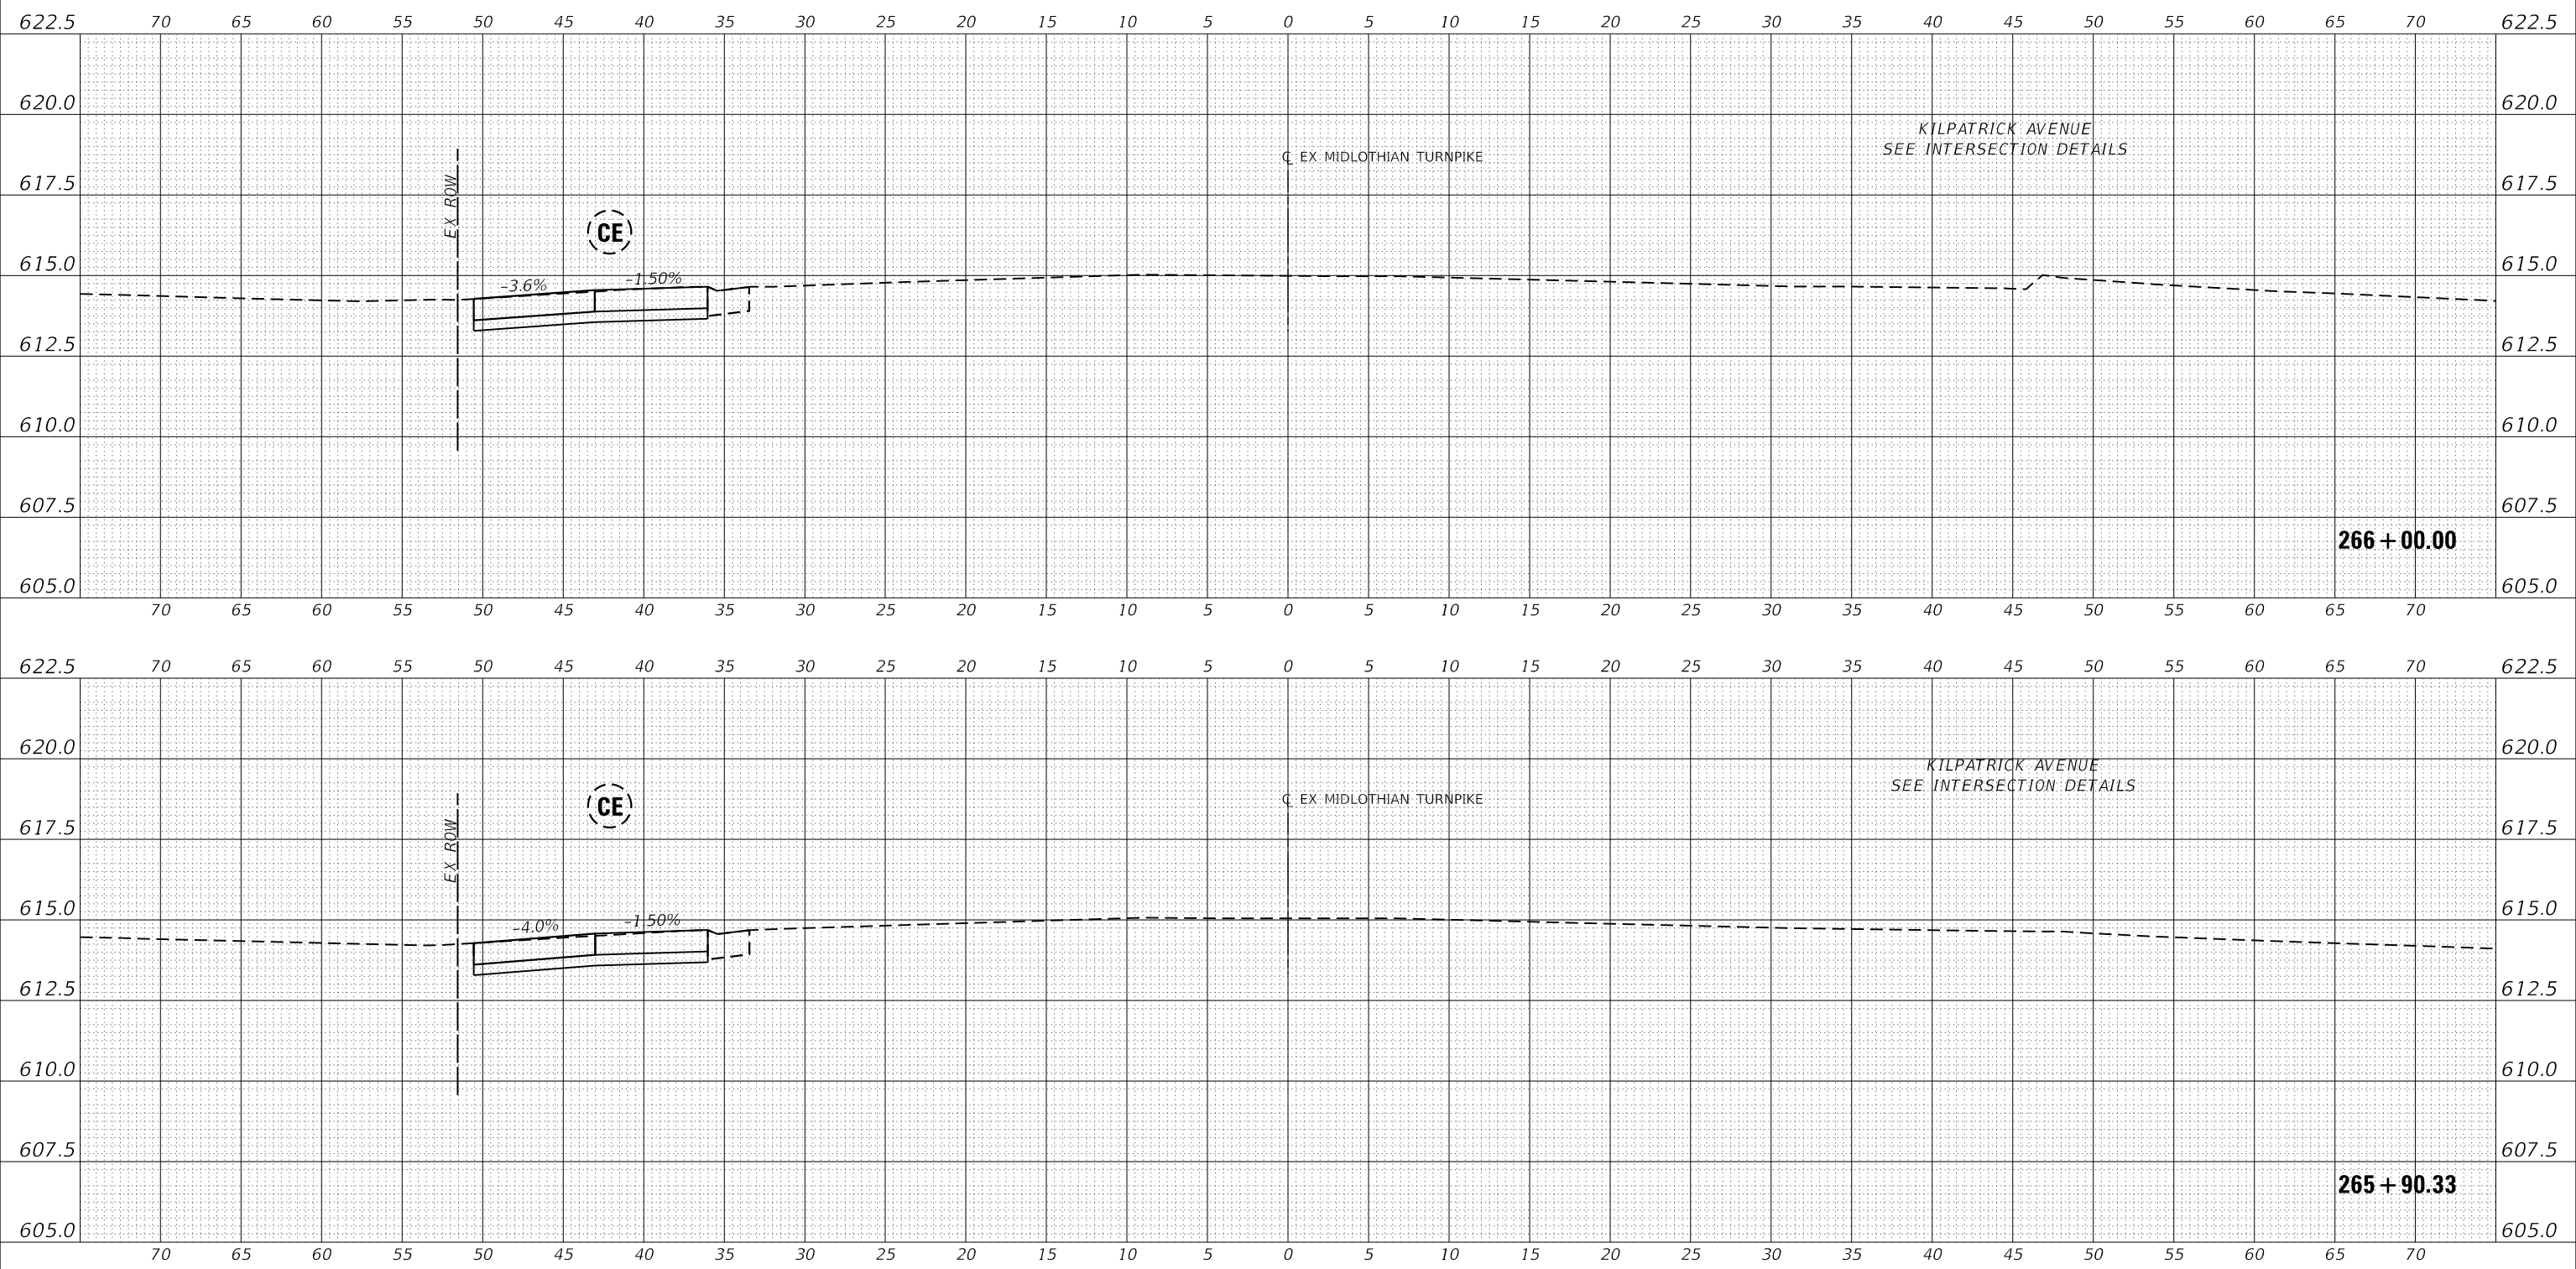 70 65 60 55 50 45 40 35 30 25 20 15 10 5 0 5 10 15 20 25 30 35 40 45 50 55 60 65 70
622.5 622.5
620.0 620.0
KILPATRICK AVENUE
SEE INTERSECTION DETAILS
℄ EX MIDLOTHIAN TURNPIKE
617.5 617.5
EX ROW
CE
615.0 615.0
-3.6% -1.50%
612.5 612.5
610.0 610.0
607.5 607.5
266+00.00
605.0 605.0
70 65 60 55 50 45 40 35 30 25 20 15 10 5 0 5 10 15 20 25 30 35 40 45 50 55 60 65 70
70 65 60 55 50 45 40 35 30 25 20 15 10 5 0 5 10 15 20 25 30 35 40 45 50 55 60 65 70
622.5 622.5
620.0 620.0
KILPATRICK AVENUE
SEE INTERSECTION DETAILS
℄ EX MIDLOTHIAN TURNPIKE
CE
617.5 617.5
EX ROW
615.0 615.0
-4.0% -1.50%
612.5 612.5
610.0 610.0
607.5 607.5
265+90.33
605.0 605.0
70 65 60 55 50 45 40 35 30 25 20 15 10 5 0 5 10 15 20 25 30 35 40 45 50 55 60 65 70